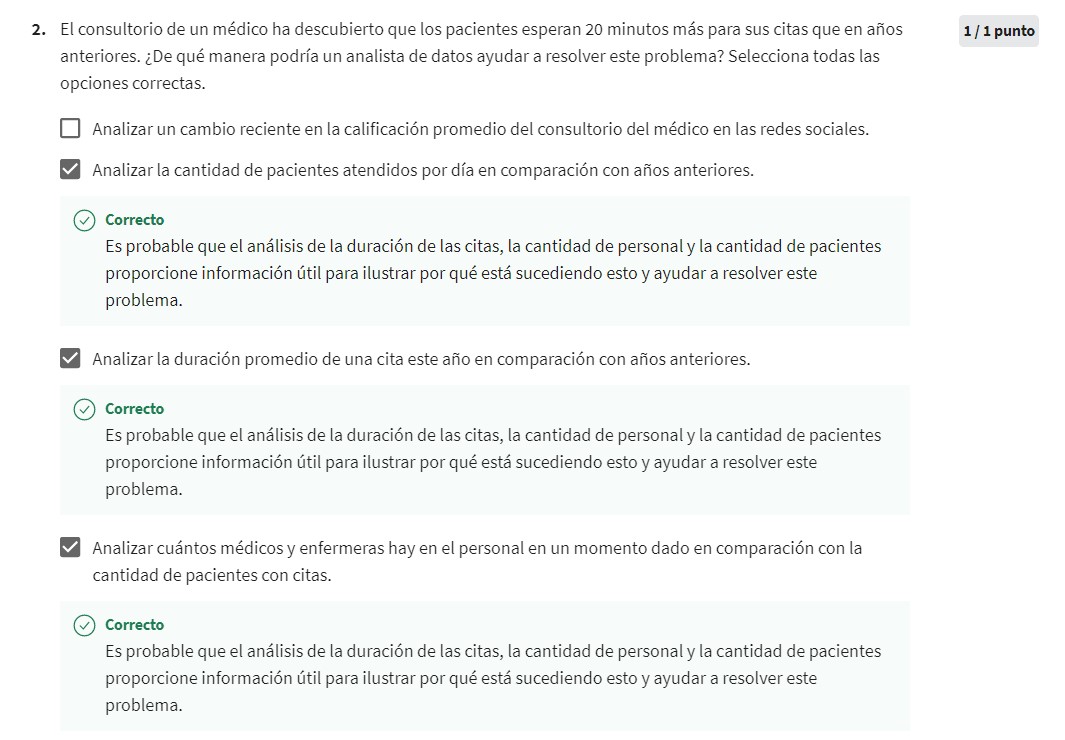 2. El consultorio de un médico ha descubierto que los pacientes esperan 20 minutos más para sus citas que en años
1 / 1 punto
anteriores. ¿De qué manera podría un analista de datos ayudar a resolver este problema? Selecciona todas las
opciones correctas.
Analizar un cambio reciente en la calificación promedio del consultorio del médico en las redes sociales.
Analizar la cantidad de pacientes atendidos por día en comparación con años anteriores.
Correcto
Es probable que el análisis de la duración de las citas, la cantidad de personal y la cantidad de pacientes
proporcione información útil para ilustrar por qué está sucediendo esto y ayudar a resolver este
problema.
Analizar la duración promedio de una cita este año en comparación con años anteriores.
Correcto
Es probable que el análisis de la duración de las citas, la cantidad de personal y la cantidad de pacientes
proporcione información útil para ilustrar por qué está sucediendo esto y ayudar a resolver este
problema.
Analizar cuántos médicos y enfermeras hay en el personal en un momento dado en comparación con la
cantidad de pacientes con citas.
Correcto
Es probable que el análisis de la duración de las citas, la cantidad de personal y la cantidad de pacientes
proporcione información útil para ilustrar por qué está sucediendo esto y ayudar a resolver este
problema.